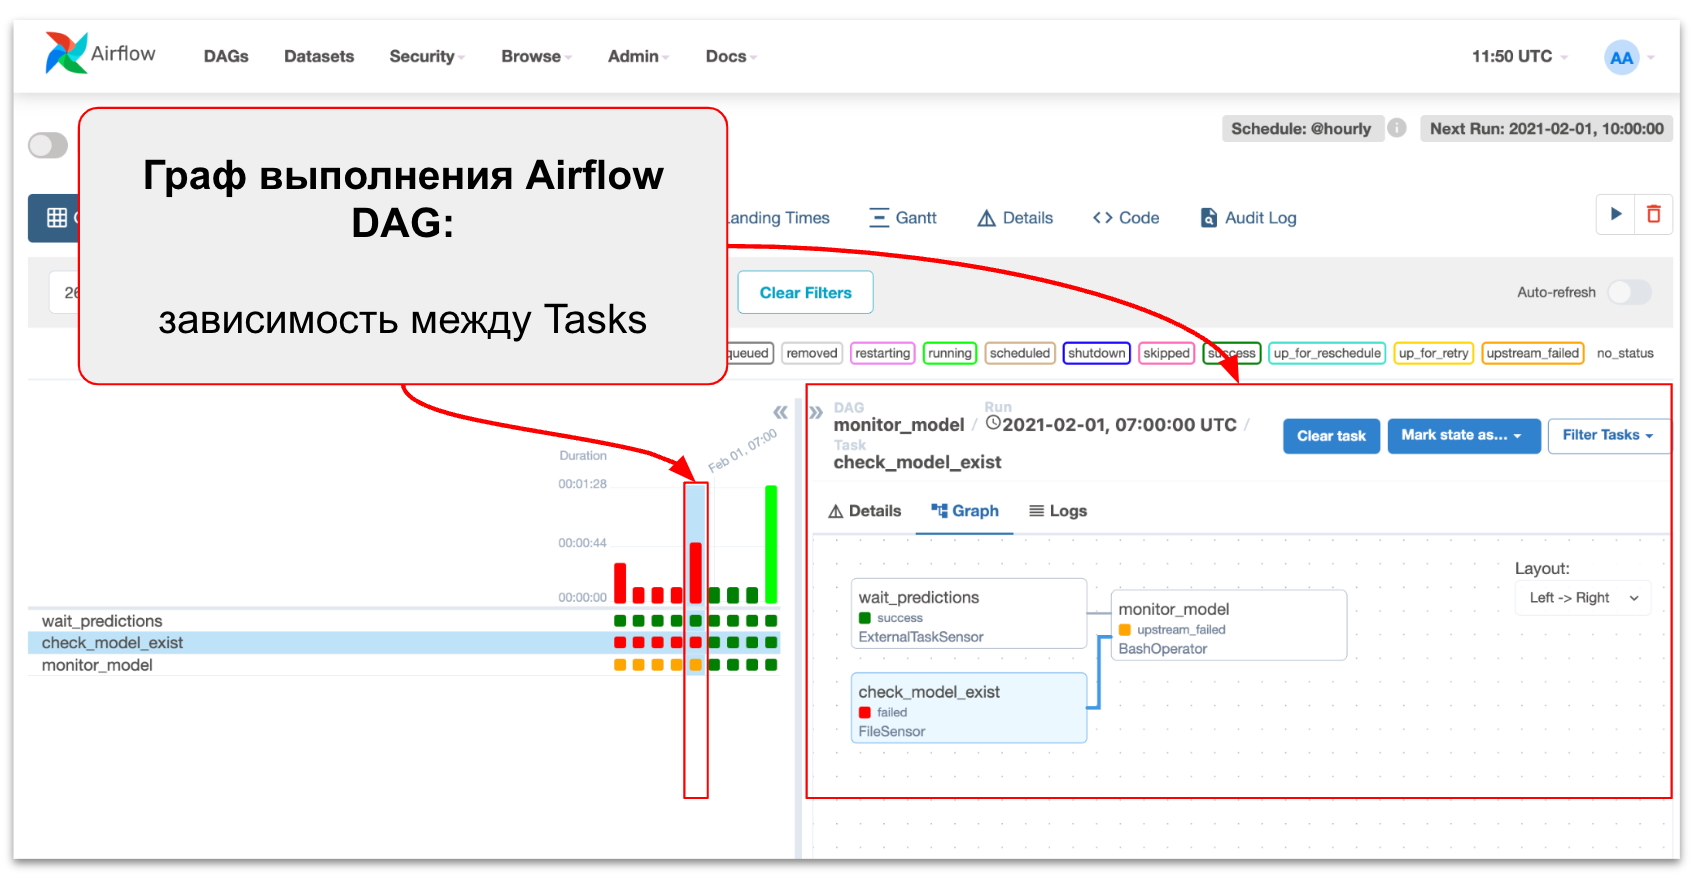 Airflow DAGs Datasets Security Browse Admin Docs 11:50 UTC AA
Schedule: @hourly Next Run: 2021-02-01, 10:00:00
Граф выполнения Airflow
DAG:
зависимость между Tasks
Landing Times Gantt Details Code Audit Log
26 Clear Filters Auto-refresh
queued removed restarting running scheduled shutdown skipped success up_for_reschedule up_for_retry upstream_failed no_status
DAG Run
monitor_model / 2021-02-01, 07:00:00 UTC /
Task
check_model_exist
Clear task Mark state as... Filter Tasks
Details Graph Logs
Feb 01, 07:00
Duration
00:01:28
00:00:44
00:00:00
wait_predictions
check_model_exist
monitor_model
Layout:
Left -> Right
wait_predictions
success
ExternalTaskSensor
monitor_model
upstream_failed
BashOperator
check_model_exist
failed
FileSensor